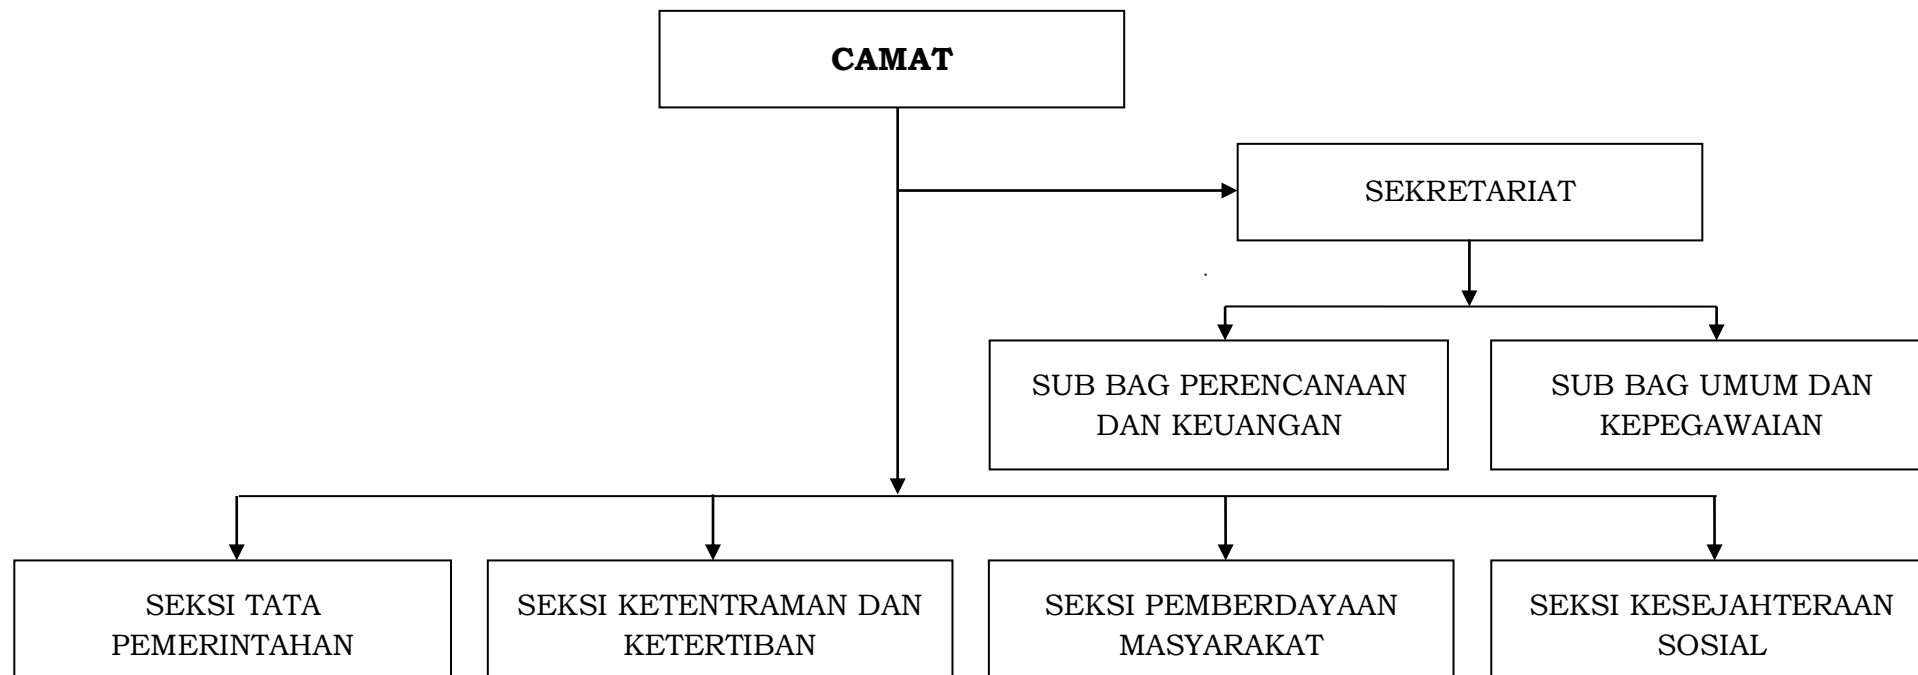 CAMAT
SEKRETARIAT
SUB BAG PERENCANAAN
DAN KEUANGAN
SUB BAG UMUM DAN
KEPEGAWAIAN
SEKSI TATA
PEMERINTAHAN
SEKSI KETENTRAMAN DAN
KETERTIBAN
SEKSI PEMBERDAYAAN
MASYARAKAT
SEKSI KESEJAHTERAAN
SOSIAL